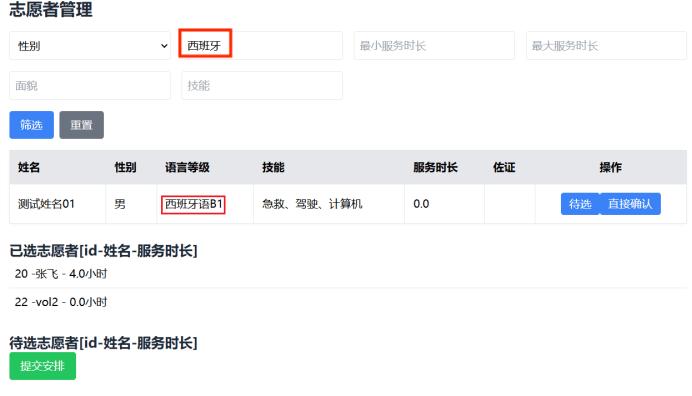 志愿者管理
性别 西班牙 最小服务时长 最大服务时长
面貌 技能
筛选 重置
姓名 性别 语言等级 技能 服务时长 佐证 操作
测试姓名01 男 西班牙语B1 急救、驾驶、计算机 0.0 待选 直接确认
已选志愿者[id-姓名-服务时长]
20 -张飞 - 4.0小时
22 -vol2 - 0.0小时
待选志愿者[id-姓名-服务时长]
提交安排